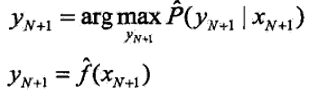 y_{N+1} = arg max_{y_{N+1}} P̂(y_{N+1} | x_{N+1})
y_{N+1} = f̂(x_{N+1})